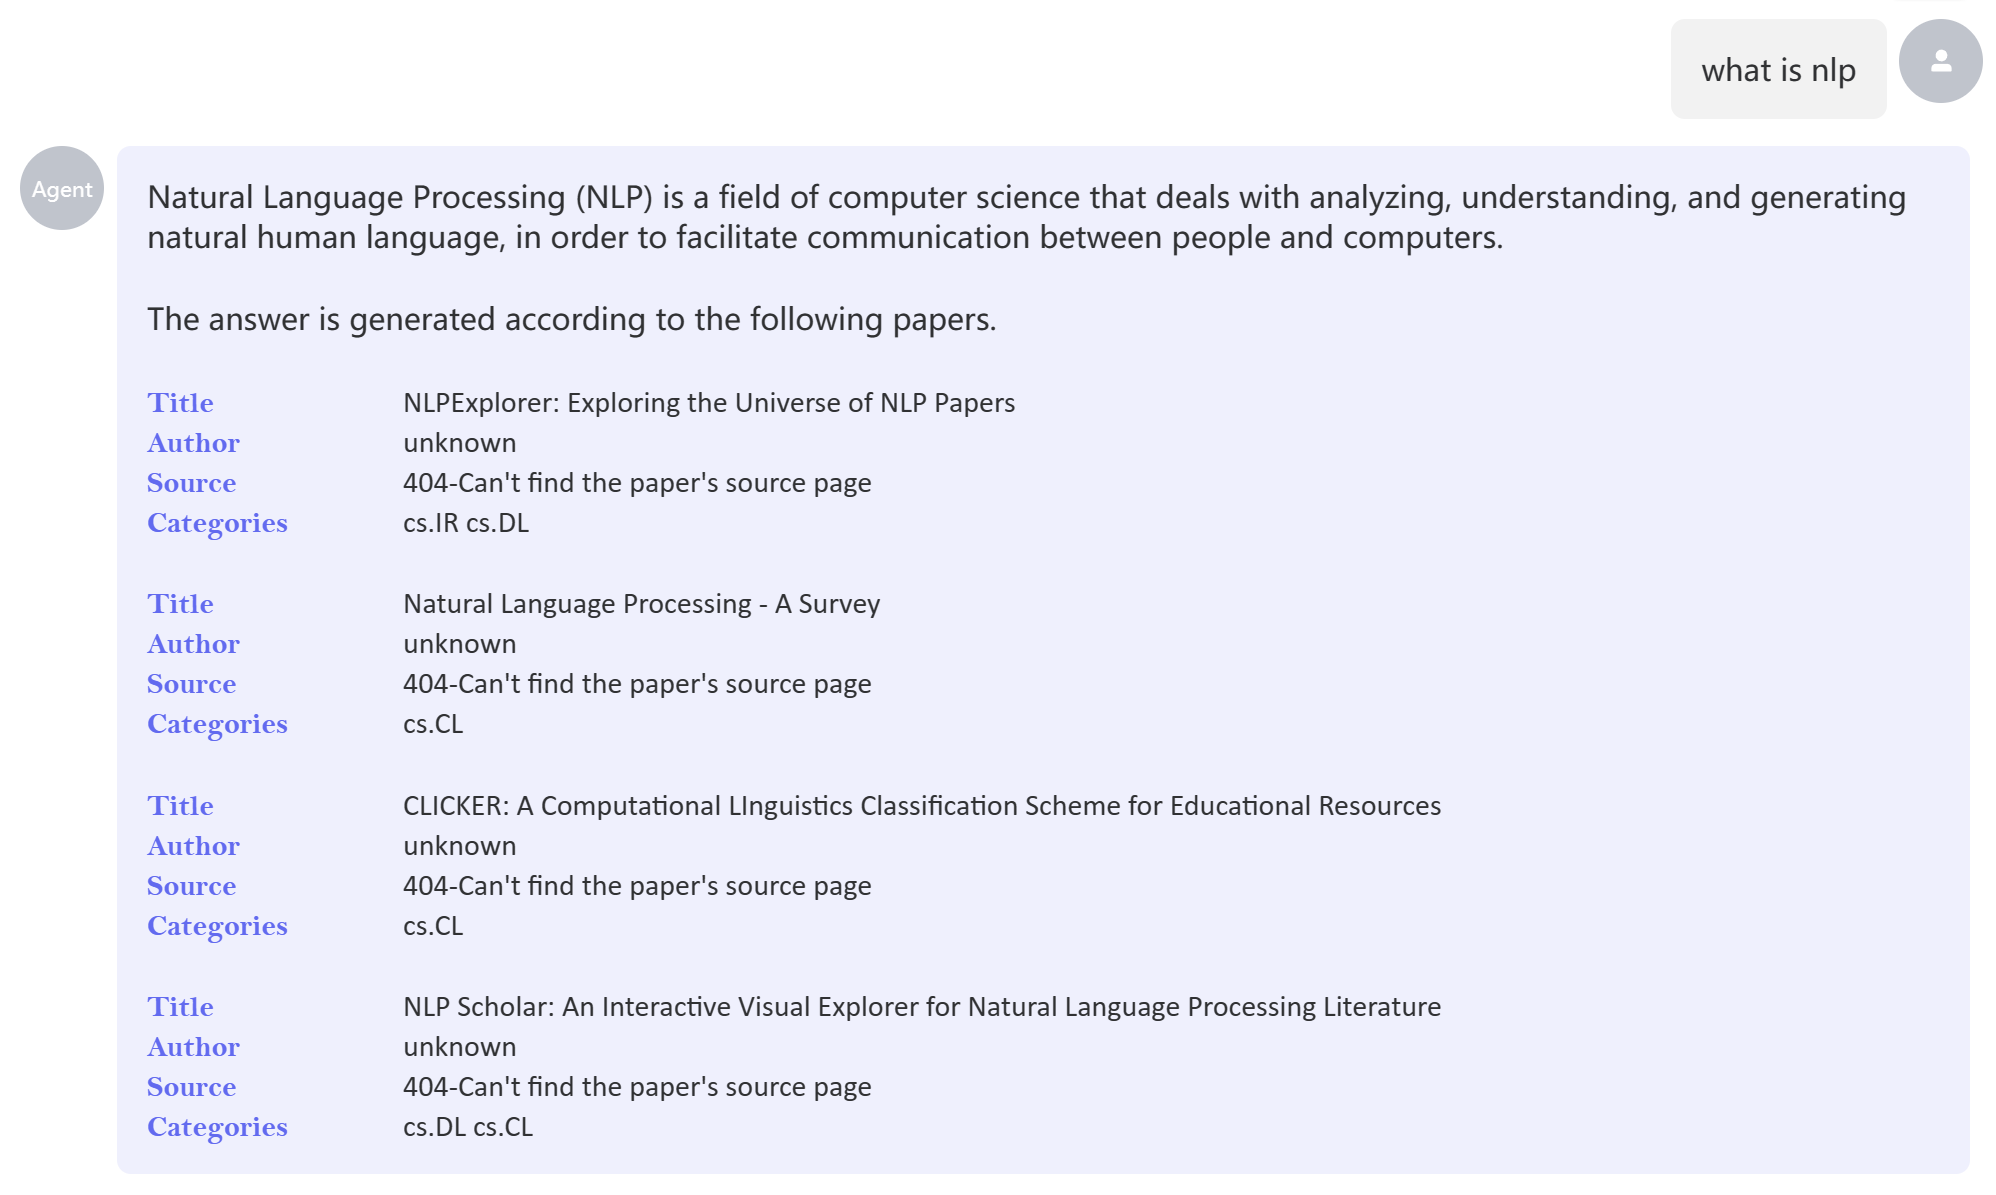 what is nlp
Agent
Natural Language Processing (NLP) is a field of computer science that deals with analyzing, understanding, and generating
natural human language, in order to facilitate communication between people and computers.
The answer is generated according to the following papers.
Title NLPExplorer: Exploring the Universe of NLP Papers
Author unknown
Source 404-Can't find the paper's source page
Categories cs.IR cs.DL
Title Natural Language Processing - A Survey
Author unknown
Source 404-Can't find the paper's source page
Categories cs.CL
Title CLICKER: A Computational LInguistics Classification Scheme for Educational Resources
Author unknown
Source 404-Can't find the paper's source page
Categories cs.CL
Title NLP Scholar: An Interactive Visual Explorer for Natural Language Processing Literature
Author unknown
Source 404-Can't find the paper's source page
Categories cs.DL cs.CL